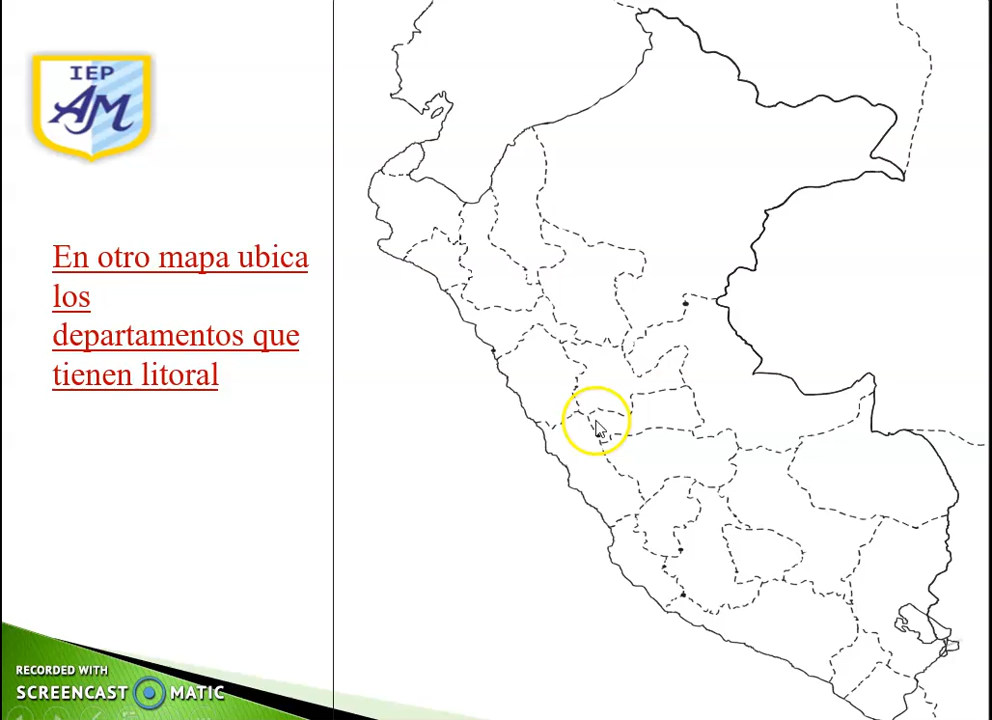 IEP
AM
En otro mapa ubica
los
departamentos que
tienen litoral
RECORDED WITH
SCREENCAST MATIC